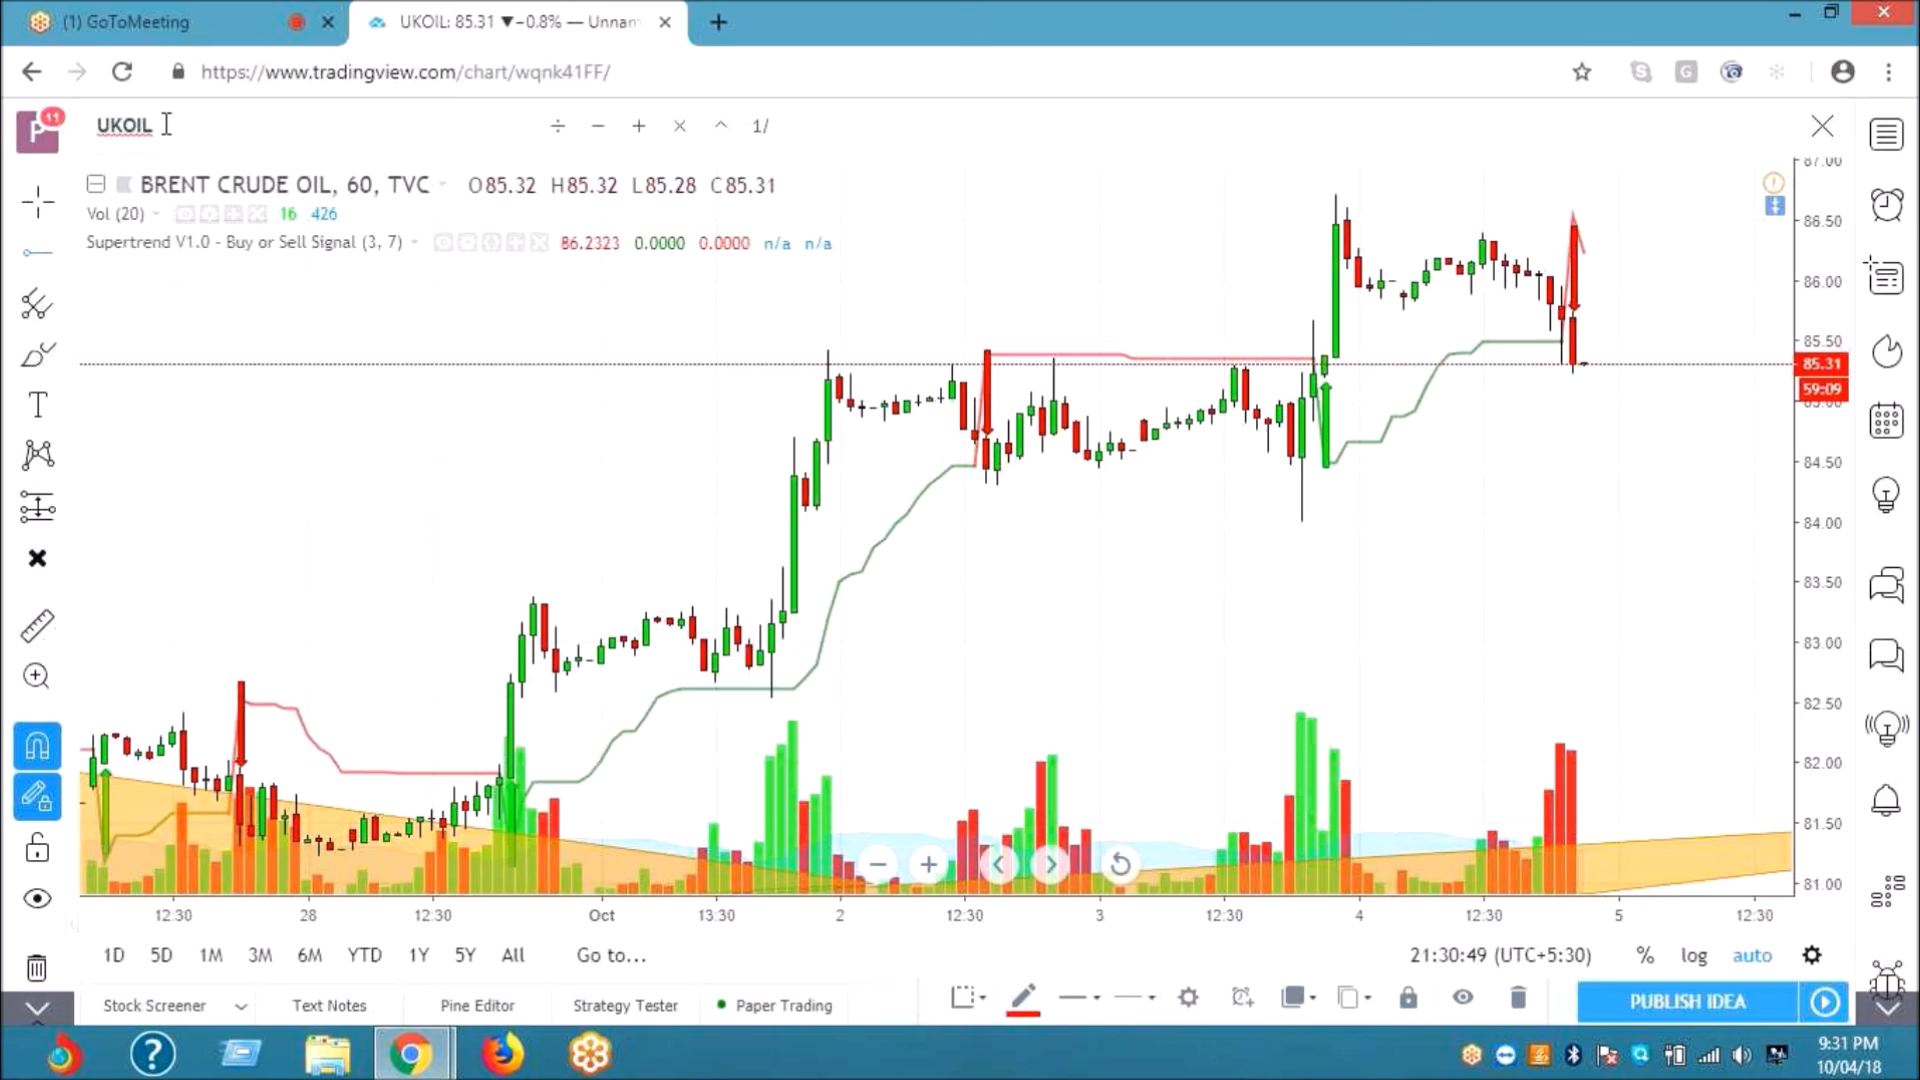 (1) GoToMeeting
UKOIL: 85.31 ▼−0.8% — Unnam
https://www.tradingview.com/chart/wqnk41FF/
11
UKOIL
÷ − + × ^ 1/
BRENT CRUDE OIL, 60, TVC O85.32 H85.32 L85.28 C85.31
Vol (20) 16 426
Supertrend V1.0 - Buy or Sell Signal (3, 7) 86.2323 0.0000 0.0000 n/a n/a
87.00
86.50
86.00
85.50
85.31
59:09
85.00
84.50
84.00
83.50
83.00
82.50
82.00
81.50
81.00
12:30 28 12:30 Oct 13:30 2 12:30 3 12:30 4 12:30 5 12:30
1D 5D 1M 3M 6M YTD 1Y 5Y All Go to... 21:30:49 (UTC+5:30) % log auto
Stock Screener Text Notes Pine Editor Strategy Tester Paper Trading PUBLISH IDEA
9:31 PM
10/04/18